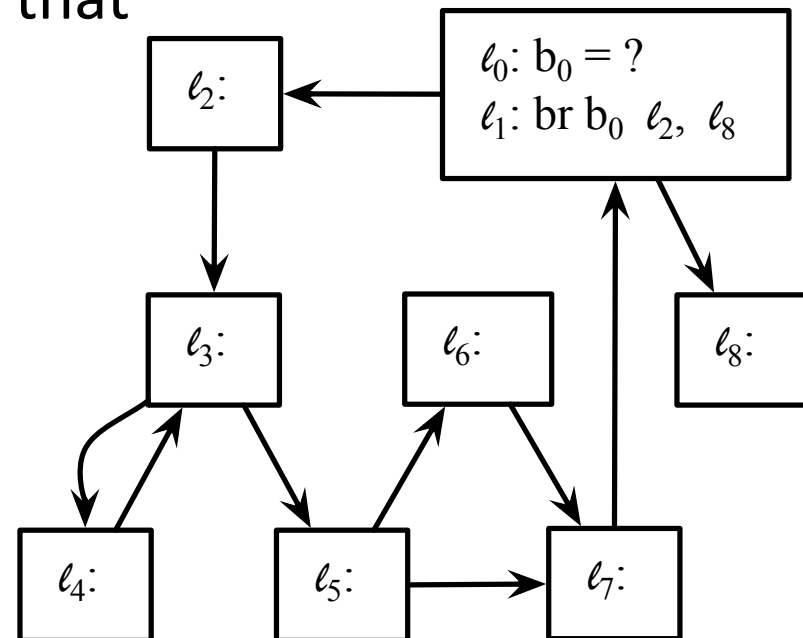 that
ℓ₀: b₀ = ?
ℓ₁: br b₀ ℓ₂, ℓ₈
ℓ₂:
ℓ₃:
ℓ₆:
ℓ₈:
ℓ₄:
ℓ₅:
ℓ₇: